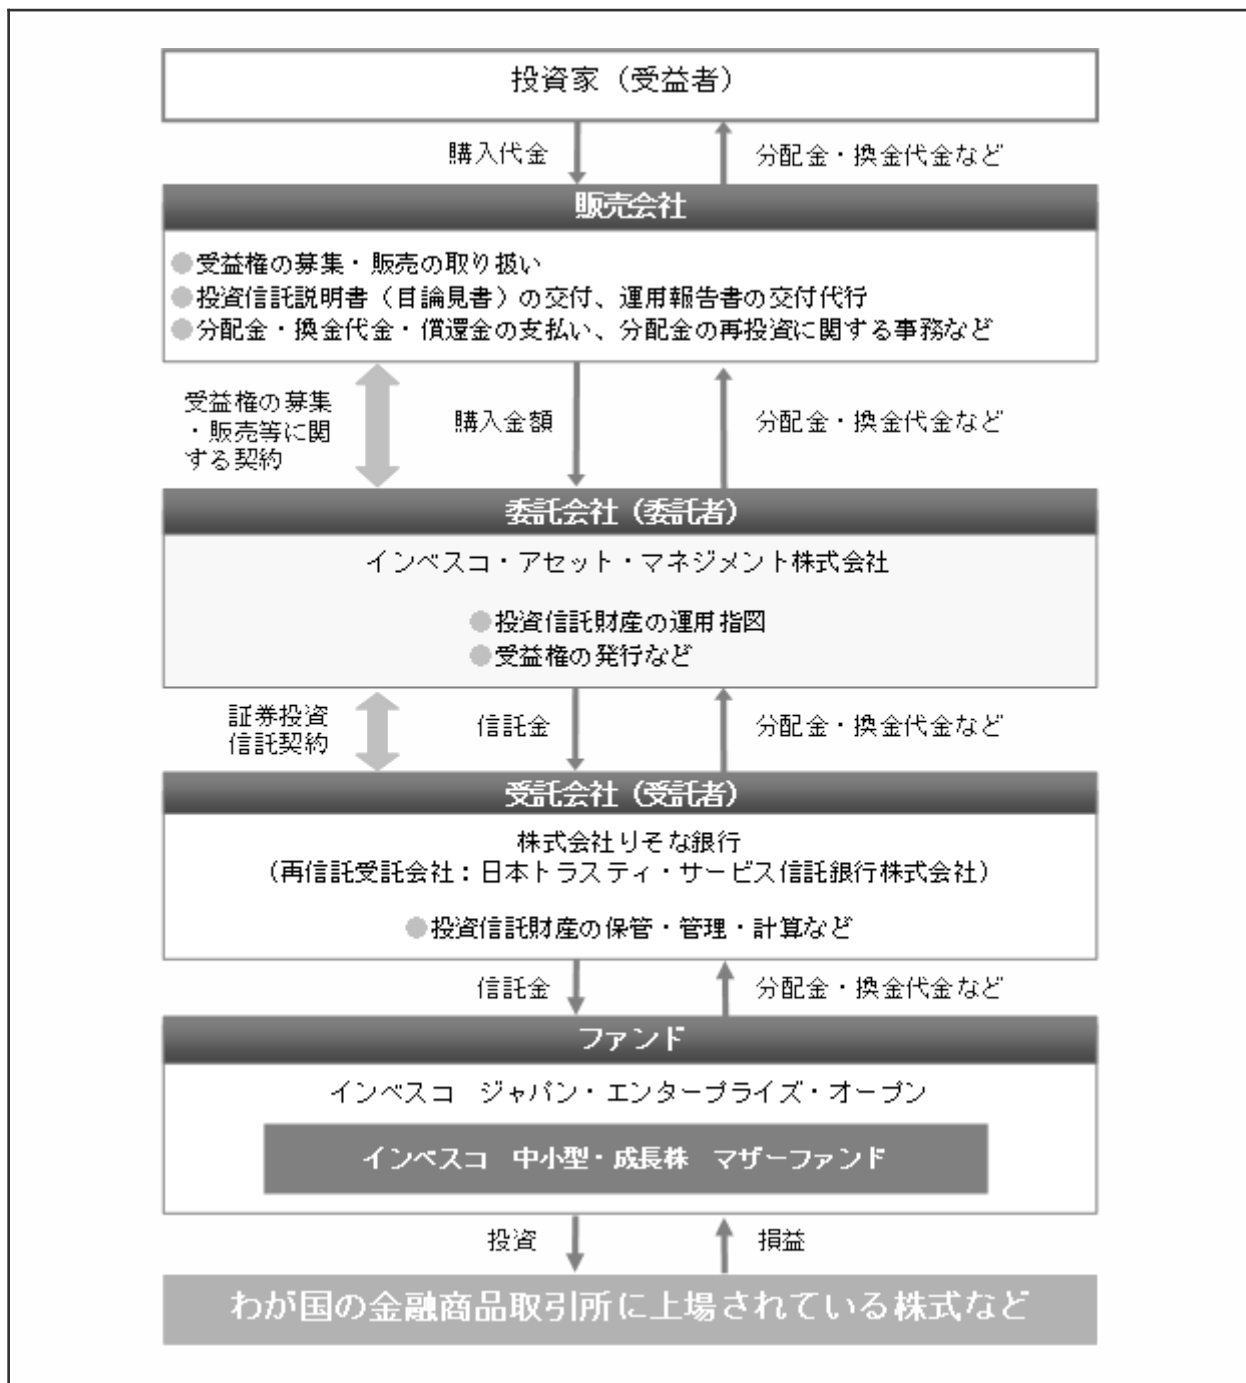 投資家（受益者）
購入代金
分配金・換金代金など
販売会社
●受益権の募集・販売の取り扱い
●投資信託説明書（目論見書）の交付、運用報告書の交付代行
●分配金・換金代金・償還金の支払い、分配金の再投資に関する事務など
受益権の募集
・販売等に関
する契約
購入金額
分配金・換金代金など
委託会社（委託者）
インベスコ・アセット・マネジメント株式会社
●投資信託財産の運用指図
●受益権の発行など
証券投資
信託契約
信託金
分配金・換金代金など
受託会社（受託者）
株式会社りそな銀行
（再信託受託会社：日本トラスティ・サービス信託銀行株式会社）
●投資信託財産の保管・管理・計算など
信託金
分配金・換金代金など
ファンド
インベスコ　ジャパン・エンタープライズ・オープン
インベスコ　中小型・成長株　マザーファンド
投資
損益
わが国の金融商品取引所に上場されている株式など